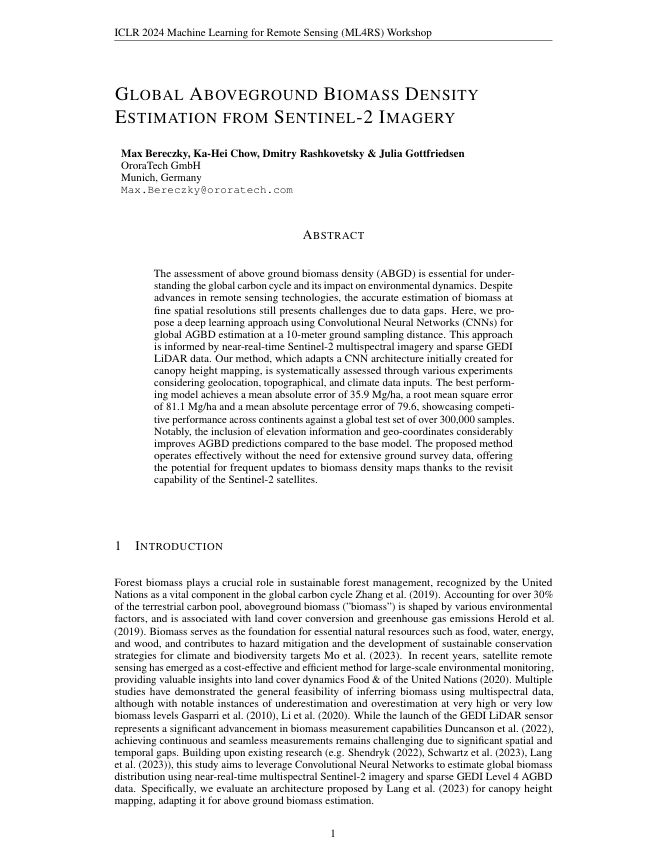 ICLR 2024 Machine Learning for Remote Sensing (ML4RS) Workshop
GLOBAL ABOVEGROUND BIOMASS DENSITY
ESTIMATION FROM SENTINEL-2 IMAGERY
Max Bereczky, Ka-Hei Chow, Dmitry Rashkovetsky & Julia Gottfriedsen
OroraTech GmbH
Munich, Germany
Max.Bereczky@ororatech.com
ABSTRACT
The assessment of above ground biomass density (ABGD) is essential for under-
standing the global carbon cycle and its impact on environmental dynamics. Despite
advances in remote sensing technologies, the accurate estimation of biomass at
fine spatial resolutions still presents challenges due to data gaps. Here, we pro-
pose a deep learning approach using Convolutional Neural Networks (CNNs) for
global AGBD estimation at a 10-meter ground sampling distance. This approach
is informed by near-real-time Sentinel-2 multispectral imagery and sparse GEDI
LiDAR data. Our method, which adapts a CNN architecture initially created for
canopy height mapping, is systematically assessed through various experiments
considering geolocation, topographical, and climate data inputs. The best perform-
ing model achieves a mean absolute error of 35.9 Mg/ha, a root mean square error
of 81.1 Mg/ha and a mean absolute percentage error of 79.6, showcasing competi-
tive performance across continents against a global test set of over 300,000 samples.
Notably, the inclusion of elevation information and geo-coordinates considerably
improves AGBD predictions compared to the base model. The proposed method
operates effectively without the need for extensive ground survey data, offering
the potential for frequent updates to biomass density maps thanks to the revisit
capability of the Sentinel-2 satellites.
1 INTRODUCTION
Forest biomass plays a crucial role in sustainable forest management, recognized by the United
Nations as a vital component in the global carbon cycle Zhang et al. (2019). Accounting for over 30%
of the terrestrial carbon pool, aboveground biomass ("biomass") is shaped by various environmental
factors, and is associated with land cover conversion and greenhouse gas emissions Herold et al.
(2019). Biomass serves as the foundation for essential natural resources such as food, water, energy,
and wood, and contributes to hazard mitigation and the development of sustainable conservation
strategies for climate and biodiversity targets Mo et al. (2023). In recent years, satellite remote
sensing has emerged as a cost-effective and efficient method for large-scale environmental monitoring,
providing valuable insights into land cover dynamics Food & of the United Nations (2020). Multiple
studies have demonstrated the general feasibility of inferring biomass using multispectral data,
although with notable instances of underestimation and overestimation at very high or very low
biomass levels Gasparri et al. (2010), Li et al. (2020). While the launch of the GEDI LiDAR sensor
represents a significant advancement in biomass measurement capabilities Duncanson et al. (2022),
achieving continuous and seamless measurements remains challenging due to significant spatial and
temporal gaps. Building upon existing research (e.g. Shendryk (2022), Schwartz et al. (2023), Lang
et al. (2023)), this study aims to leverage Convolutional Neural Networks to estimate global biomass
distribution using near-real-time multispectral Sentinel-2 imagery and sparse GEDI Level 4 AGBD
data. Specifically, we evaluate an architecture proposed by Lang et al. (2023) for canopy height
mapping, adapting it for above ground biomass estimation.
1